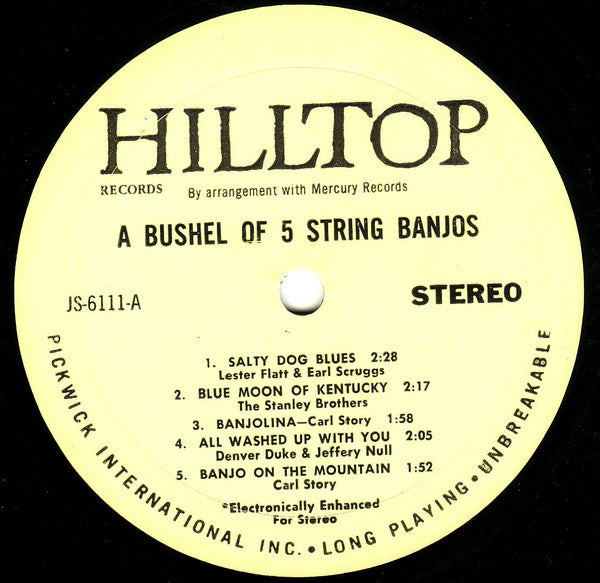 HILLTOP
RECORDS By arrangement with Mercury Records
A BUSHEL OF 5 STRING BANJOS
JS-6111-A STEREO
1. SALTY DOG BLUES 2:28
Lester Flatt & Earl Scruggs
2. BLUE MOON OF KENTUCKY 2:17
The Stanley Brothers
3. BANJOLINA—Carl Story 1:58
4. ALL WASHED UP WITH YOU 2:05
Denver Duke & Jeffery Null
5. BANJO ON THE MOUNTAIN 1:52
Carl Story
*Electronically Enhanced
For Stereo
PICKWICK INTERNATIONAL INC. • LONG PLAYING • UNBREAKABLE